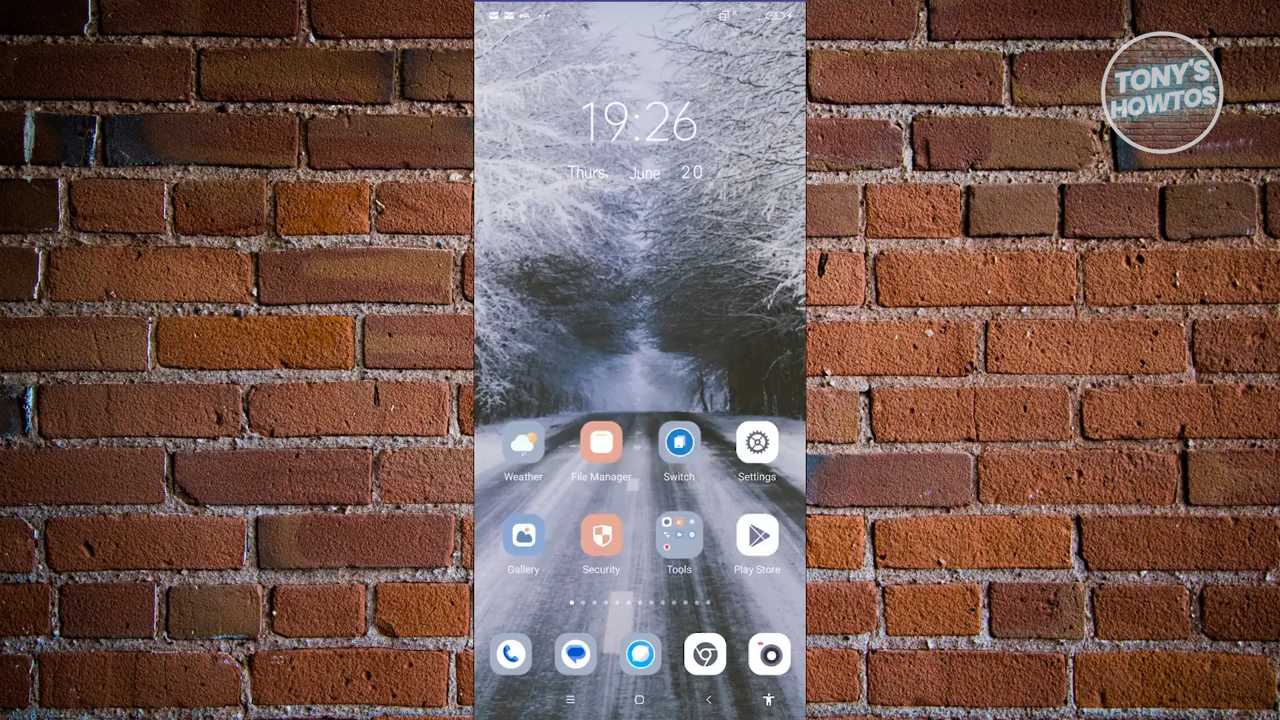 TONY'S
HOWTOS
19:26
Thurs, June 20
Weather File Manager Switch Settings
Gallery Security Tools Play Store